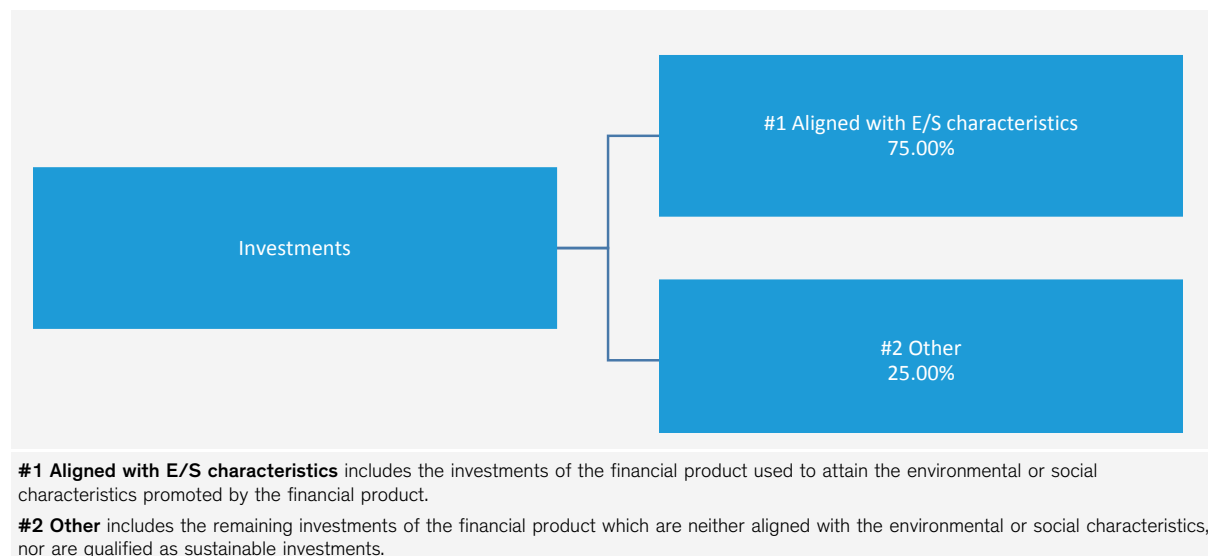 #1 Aligned with E/S characteristics
75.00%
Investments
#2 Other
25.00%
#1 Aligned with E/S characteristics includes the investments of the financial product used to attain the environmental or social
characteristics promoted by the financial product.
#2 Other includes the remaining investments of the financial product which are neither aligned with the environmental or social characteristics,
nor are qualified as sustainable investments.